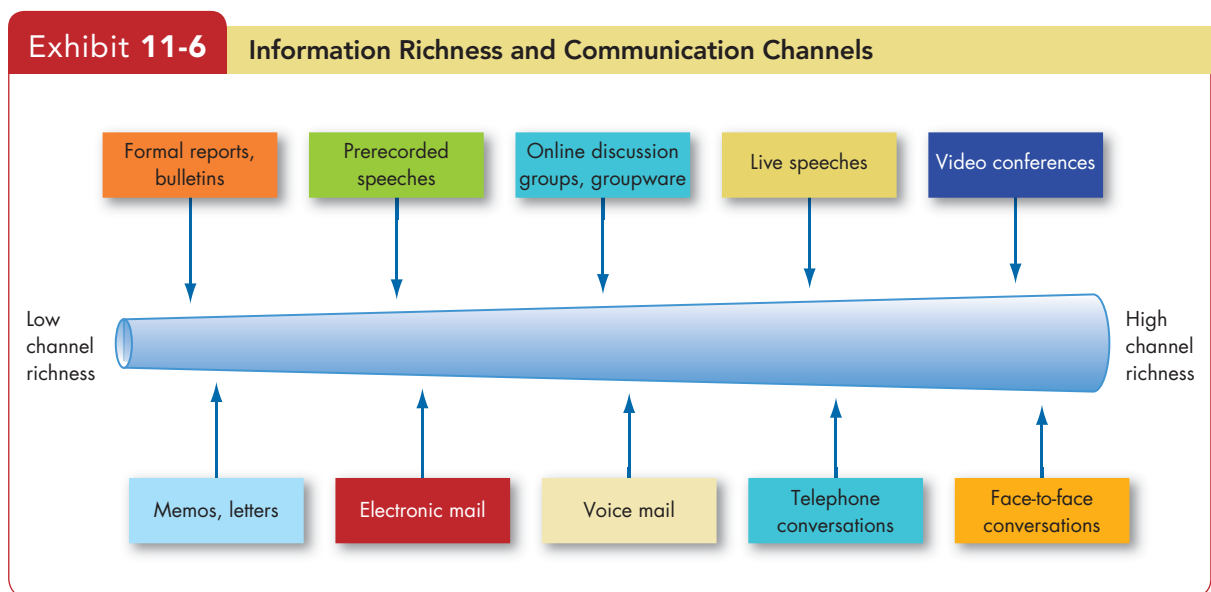 Exhibit 11-6
Information Richness and Communication Channels
Formal reports,
bulletins
Prerecorded
speeches
Online discussion
groups, groupware
Live speeches
Video conferences
Low
channel
richness
High
channel
richness
Memos, letters
Electronic mail
Voice mail
Telephone
conversations
Face-to-face
conversations